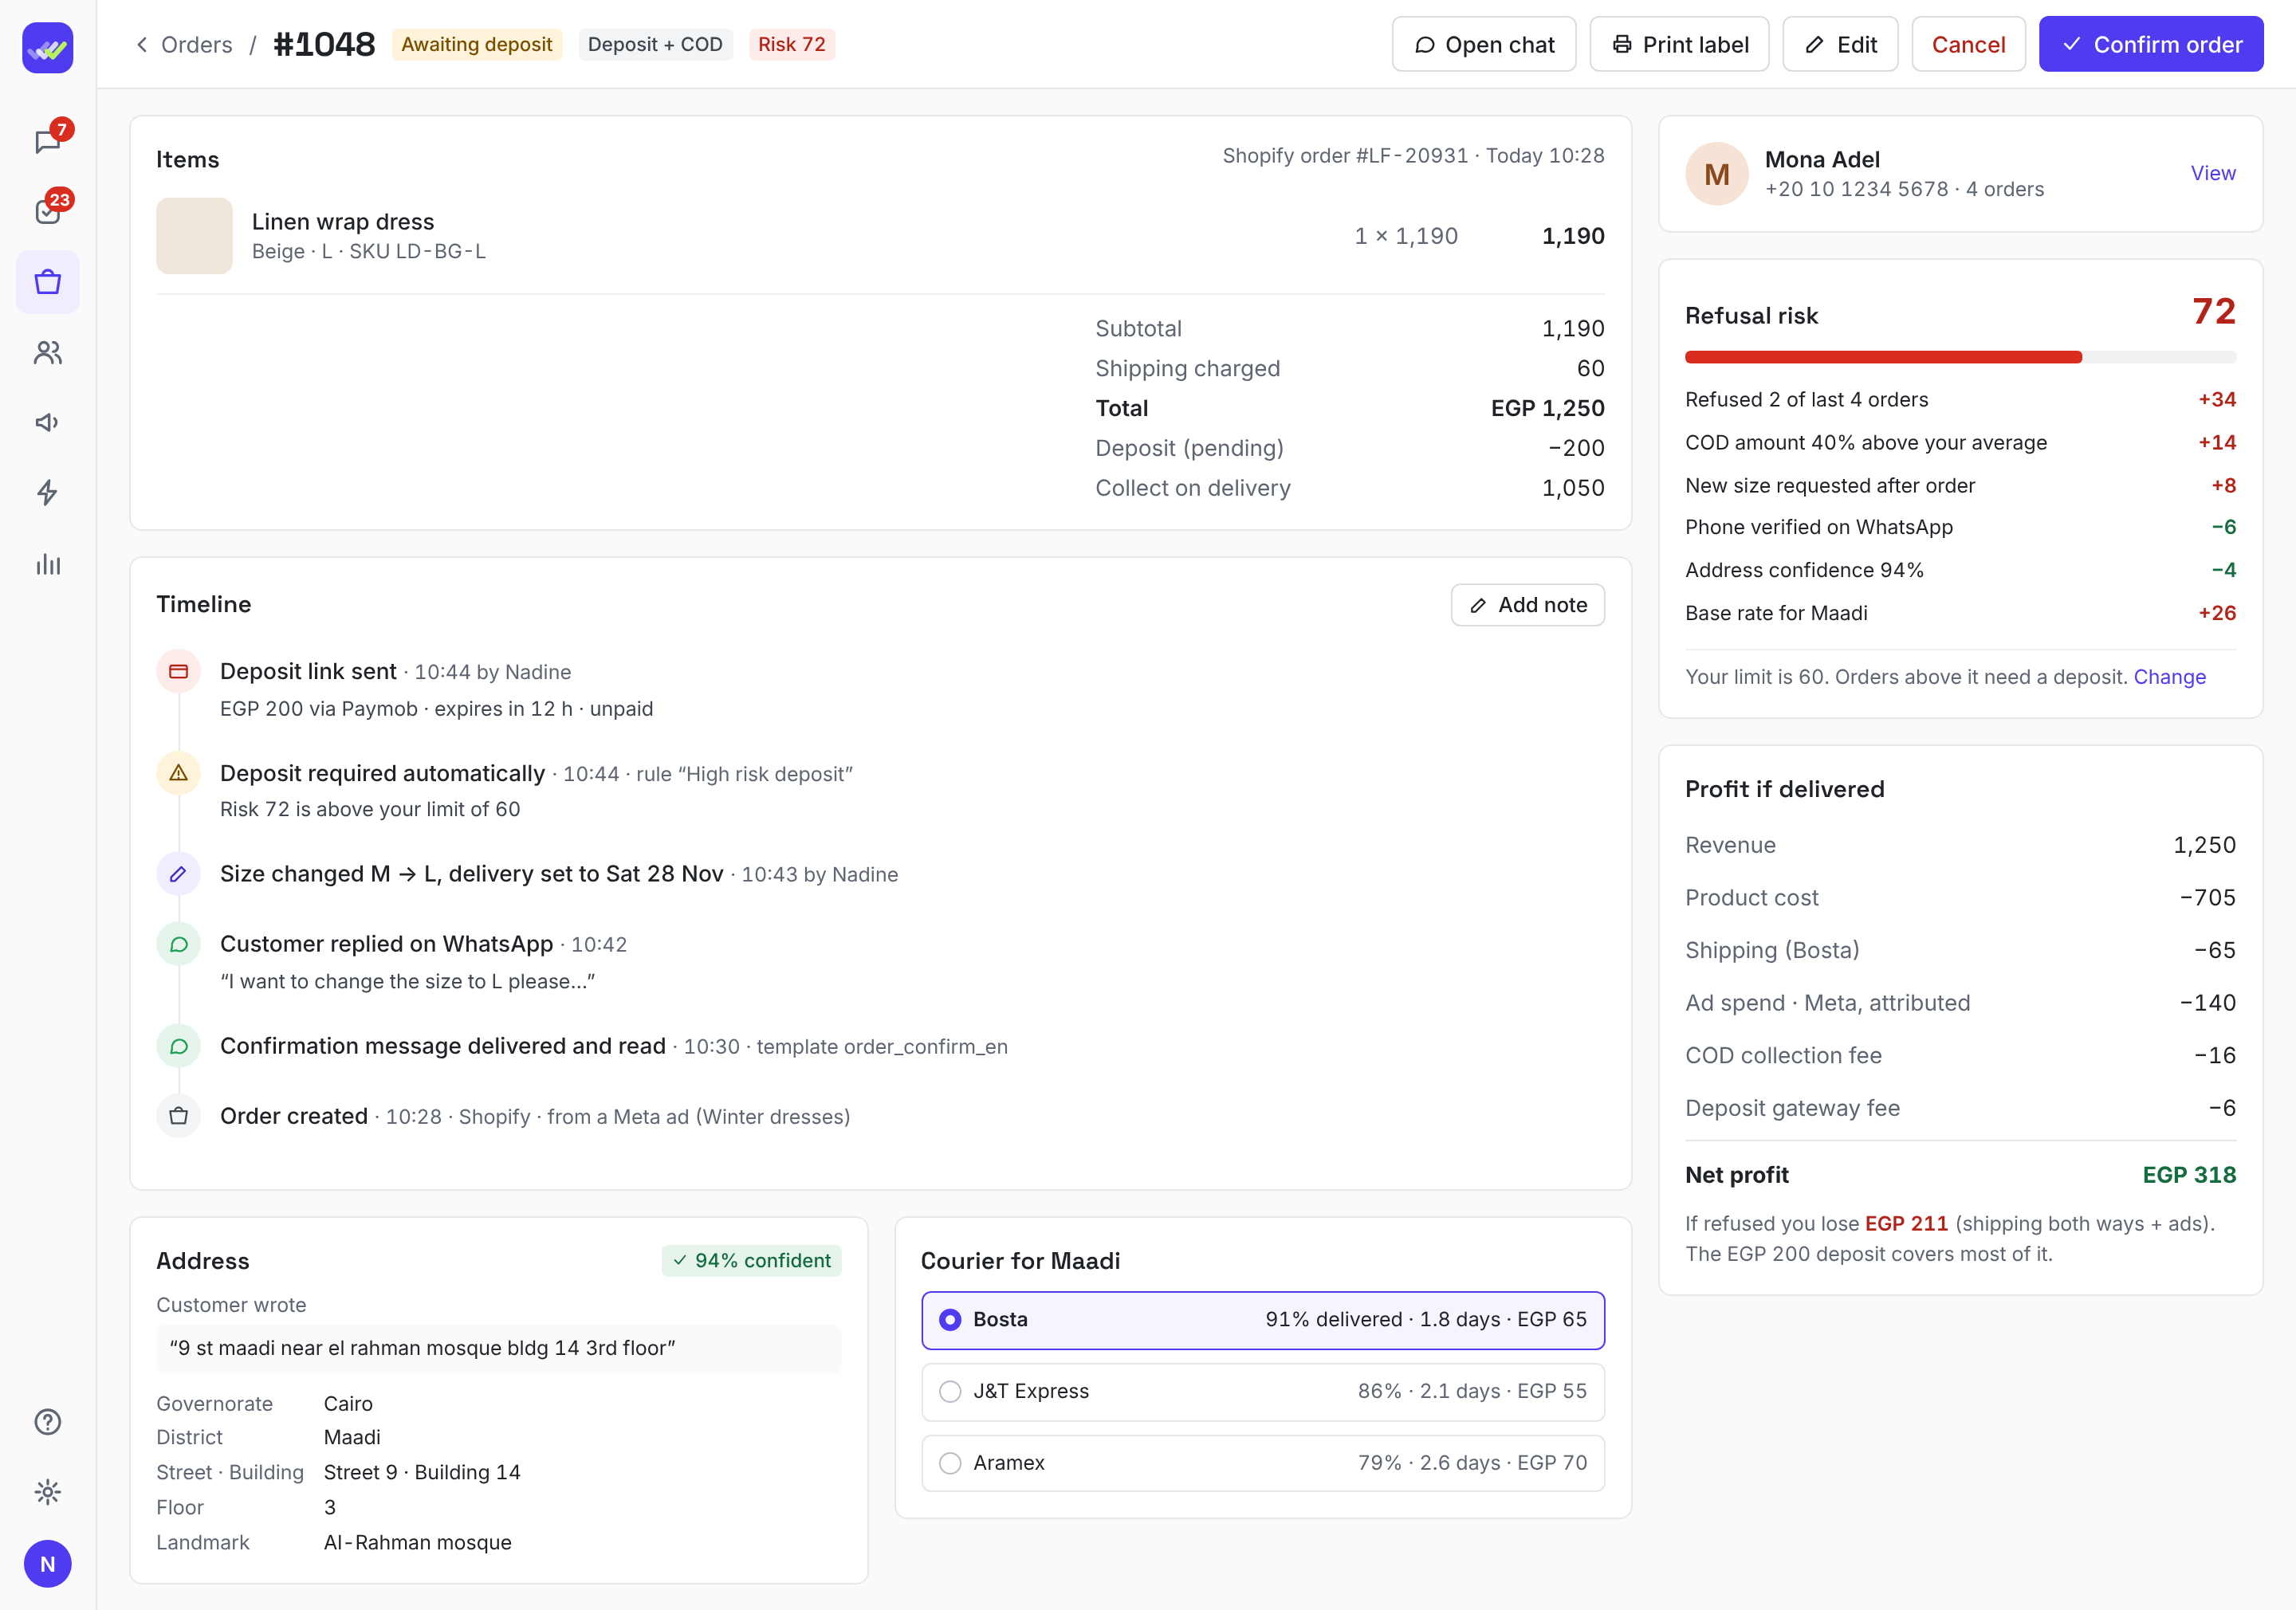 Orders / #1048 Awaiting deposit Deposit + COD Risk 72 Open chat Print label Edit Cancel Confirm order
7
23
N
Items Shopify order #LF-20931 · Today 10:28
Linen wrap dress
Beige · L · SKU LD-BG-L
1 × 1,190 1,190
Subtotal 1,190
Shipping charged 60
Total EGP 1,250
Deposit (pending) −200
Collect on delivery 1,050
Timeline Add note
Deposit link sent · 10:44 by Nadine
EGP 200 via Paymob · expires in 12 h · unpaid
Deposit required automatically · 10:44 · rule “High risk deposit”
Risk 72 is above your limit of 60
Size changed M → L, delivery set to Sat 28 Nov · 10:43 by Nadine
Customer replied on WhatsApp · 10:42
“I want to change the size to L please…”
Confirmation message delivered and read · 10:30 · template order_confirm_en
Order created · 10:28 · Shopify · from a Meta ad (Winter dresses)
Address 94% confident
Customer wrote
“9 st maadi near el rahman mosque bldg 14 3rd floor”
Governorate Cairo
District Maadi
Street · Building Street 9 · Building 14
Floor 3
Landmark Al-Rahman mosque
Courier for Maadi
Bosta 91% delivered · 1.8 days · EGP 65
J&T Express 86% · 2.1 days · EGP 55
Aramex 79% · 2.6 days · EGP 70
M
Mona Adel
+20 10 1234 5678 · 4 orders
View
Refusal risk 72
Refused 2 of last 4 orders +34
COD amount 40% above your average +14
New size requested after order +8
Phone verified on WhatsApp −6
Address confidence 94% −4
Base rate for Maadi +26
Your limit is 60. Orders above it need a deposit. Change
Profit if delivered
Revenue 1,250
Product cost −705
Shipping (Bosta) −65
Ad spend · Meta, attributed −140
COD collection fee −16
Deposit gateway fee −6
Net profit EGP 318
If refused you lose EGP 211 (shipping both ways + ads).
The EGP 200 deposit covers most of it.